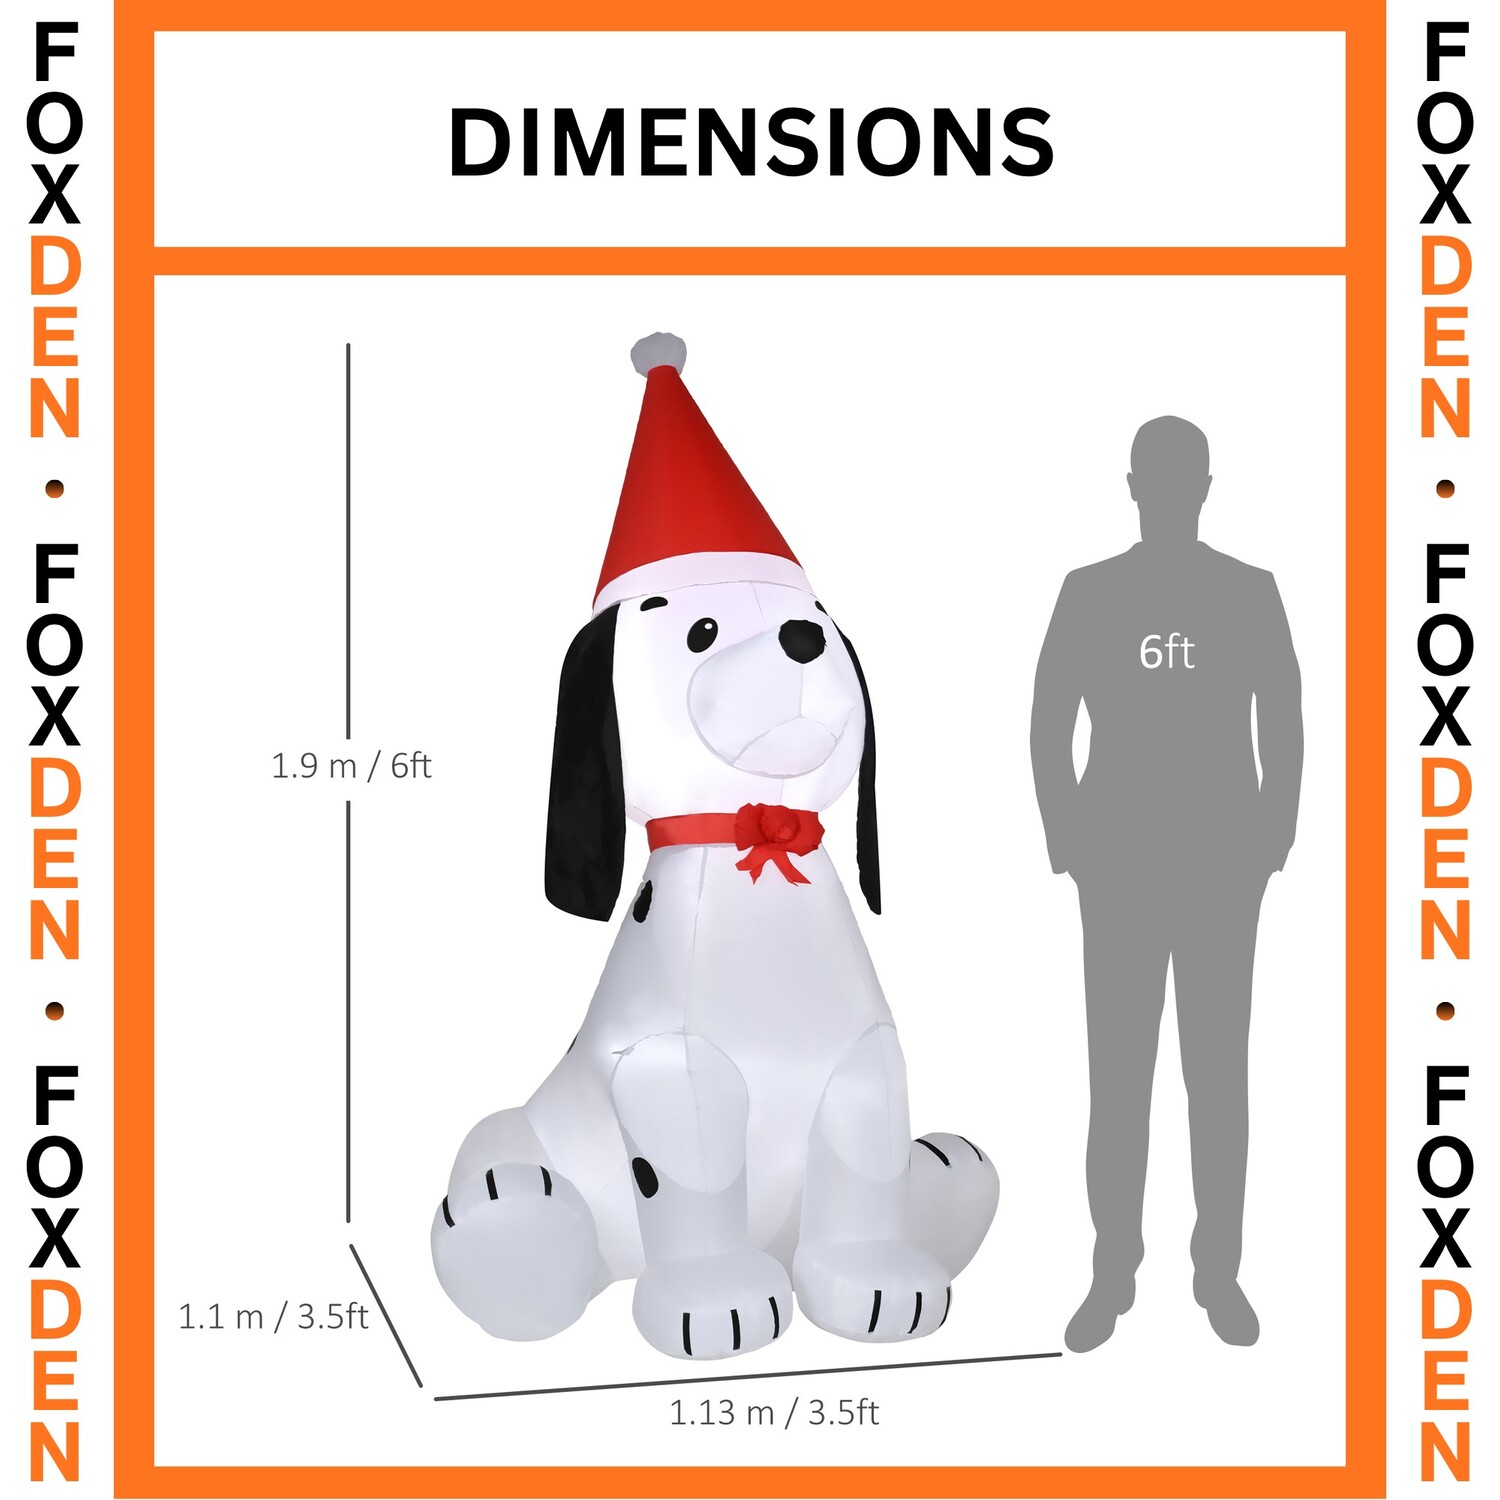 FOXDEN • FOXDEN • FOXDEN
DIMENSIONS
6ft
1.9 m / 6ft
1.1 m / 3.5ft
1.13 m / 3.5ft
FOXDEN • FOXDEN • FOXDEN